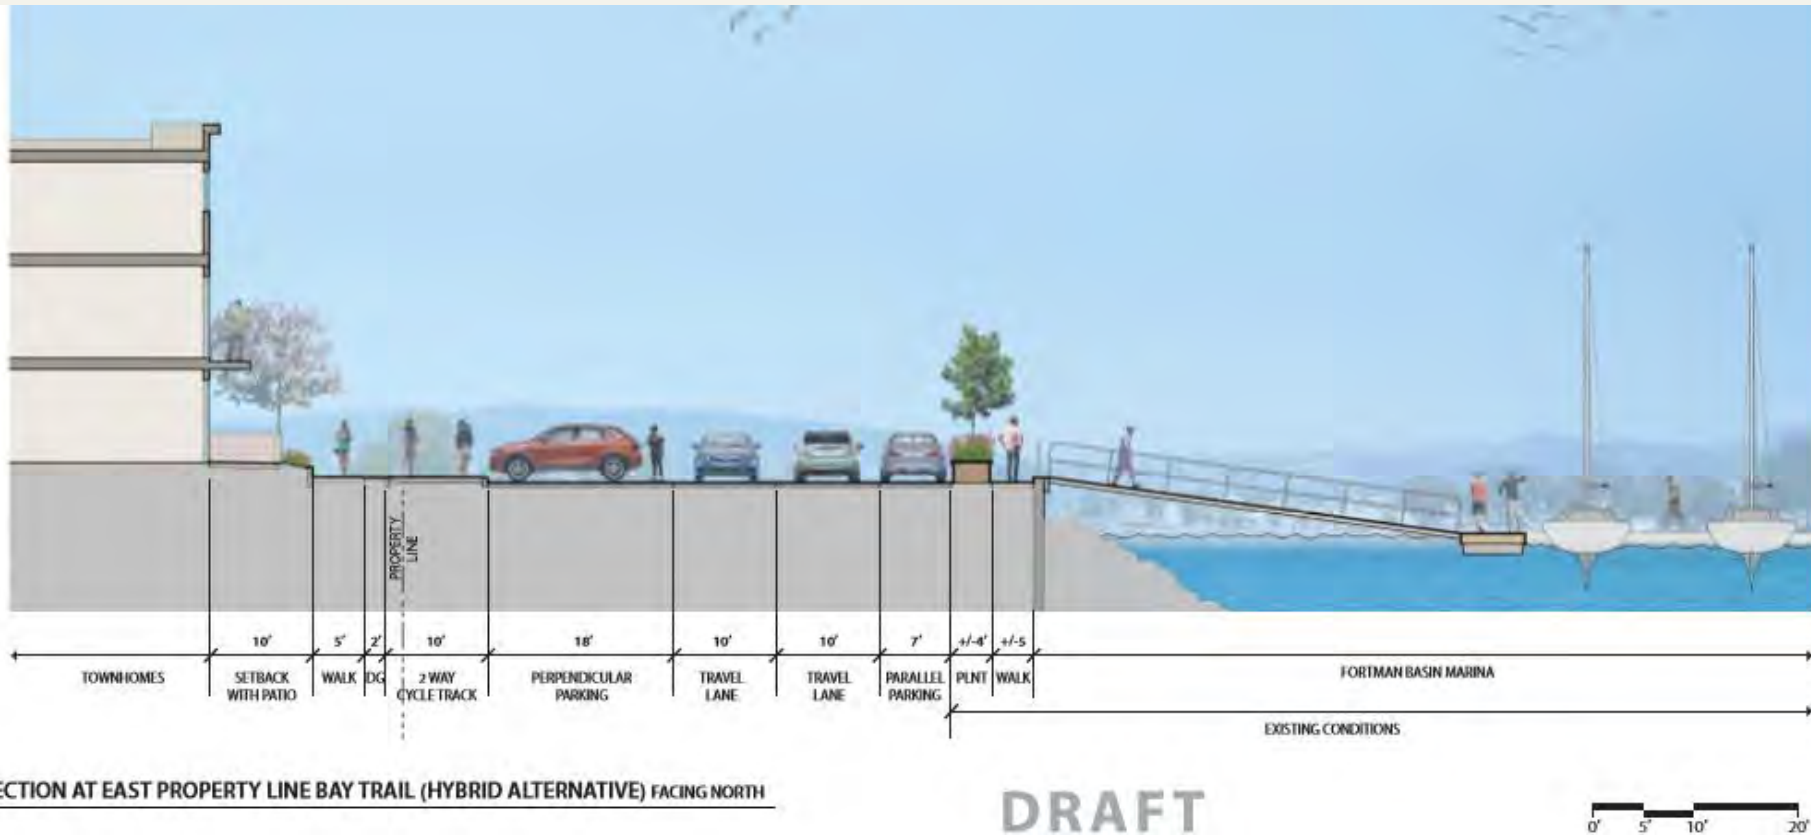 PROPERTY
LINE
10' 5' 2' 10' 18' 10' 10' 7' +/-4' +/-5
TOWNHOMES
SETBACK
WITH PATIO
WALK
DG
2 WAY
CYCLE TRACK
PERPENDICULAR
PARKING
TRAVEL
LANE
TRAVEL
LANE
PARALLEL
PARKING
PLNT
WALK
FORTMAN BASIN MARINA
EXISTING CONDITIONS
ECTION AT EAST PROPERTY LINE BAY TRAIL (HYBRID ALTERNATIVE) FACING NORTH
DRAFT
0' 5' 10' 20'